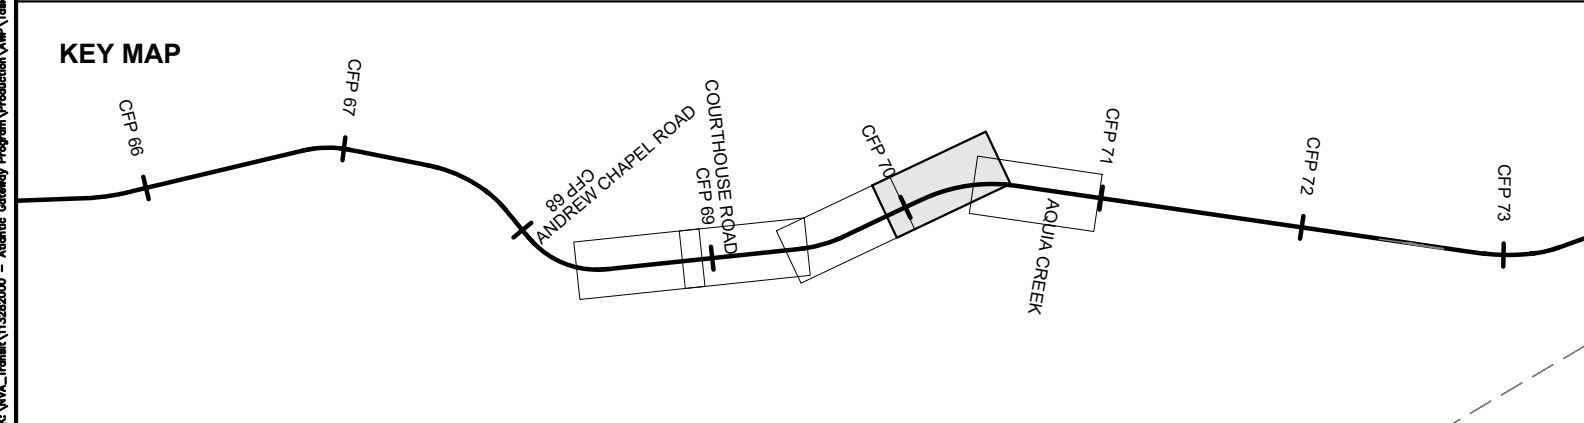 KEY MAP
CFP 66
CFP 67
CFP 68
ANDREW CHAPEL ROAD
COURTHOUSE ROAD
CFP 69
CFP 70
AQUIA CREEK
CFP 71
CFP 72
CFP 73